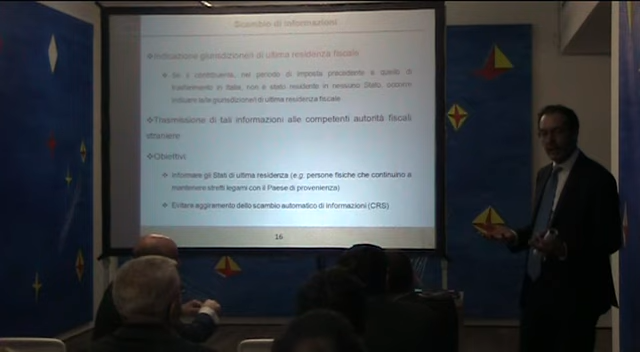 Scambio di informazioni
Indicazione giurisdizione/i di ultima residenza fiscale
Se il contribuente, nel periodo di imposta precedente a quello di
trasferimento in Italia, non è stato residente in nessuno Stato, occorre
indicare la/le giurisdizione/i di ultima residenza fiscale
Trasmissione di tali informazioni alle competenti autorità fiscali
straniere
Obiettivi
Informare gli Stati di ultima residenza (e.g. persone fisiche che continuino a
mantenere stretti legami con il Paese di provenienza)
Evitare aggiramento dello scambio automatico di informazioni (CRS)
16